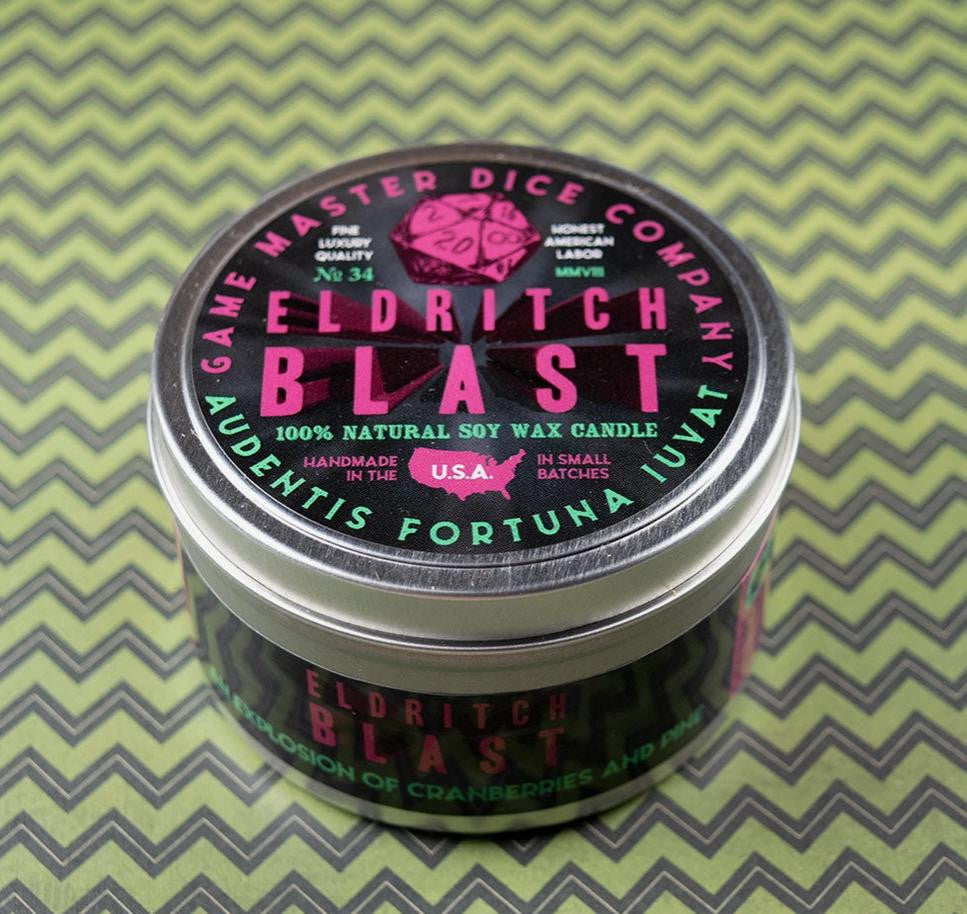 GAME MASTER DICE COMPANY
FINE
LUXURY
QUALITY
№ 34
20
HONEST
AMERICAN
LABOR
MMVIII
ELDRITCH
BLAST
100% NATURAL SOY WAX CANDLE
HANDMADE
IN THE
U.S.A.
IN SMALL
BATCHES
AUDENTIS FORTUNA IUVAT
ELDRITCH
BLAST
EXPLOSION OF CRANBERRIES AND PINE